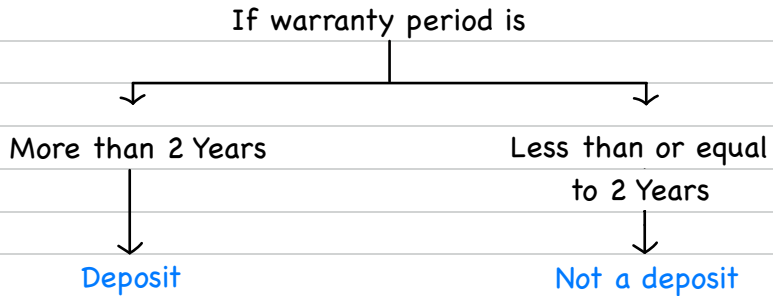 If warranty period is
More than 2 Years
Less than or equal
to 2 Years
Deposit
Not a deposit